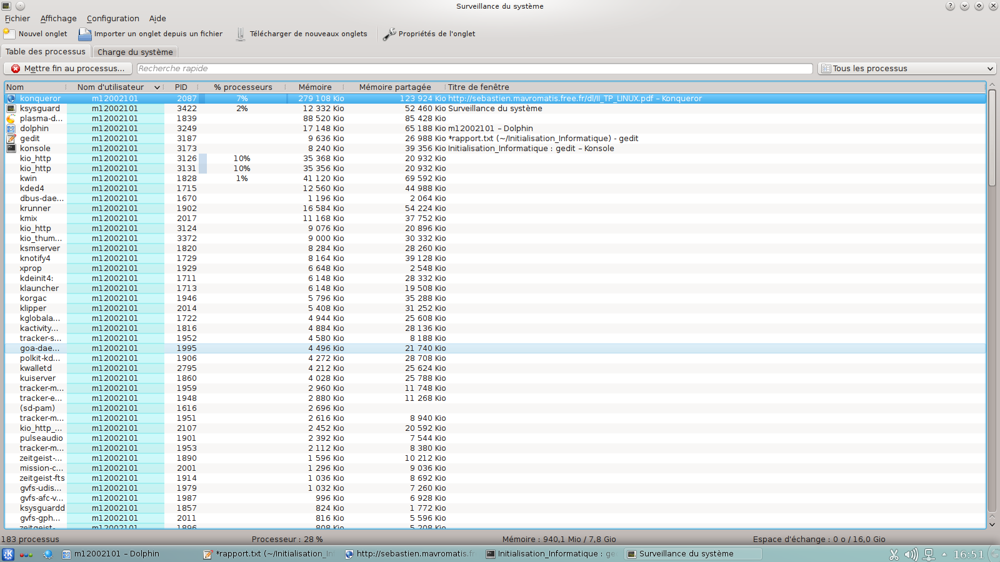 Surveillance du système
Fichier Affichage Configuration Aide
Nouvel onglet Importer un onglet depuis un fichier Télécharger de nouveaux onglets Propriétés de l'onglet
Table des processus Charge du système
Mettre fin au processus... Recherche rapide Tous les processus
Nom Nom d'utilisateur PID % processeurs Mémoire Mémoire partagée Titre de fenêtre
konqueror m12002101 2087 7% 279 108 Kio 123 924 Kio http://sebastien.mavromatis.free.fr/dl/II_TP_LINUX.pdf – Konqueror
ksysguard m12002101 3422 2% 12 332 Kio 52 460 Kio Surveillance du système
plasma-d... m12002101 1839 88 520 Kio 85 428 Kio
dolphin m12002101 3249 17 148 Kio 65 188 Kio m12002101 – Dolphin
gedit m12002101 3187 9 636 Kio 26 988 Kio *rapport.txt (~/Initialisation_Informatique) - gedit
konsole m12002101 3173 8 240 Kio 39 356 Kio Initialisation_Informatique : gedit – Konsole
kio_http m12002101 3126 10% 35 368 Kio 20 932 Kio
kio_http m12002101 3131 10% 35 356 Kio 20 932 Kio
kwin m12002101 1828 1% 41 120 Kio 69 592 Kio
kded4 m12002101 1715 12 560 Kio 44 988 Kio
dbus-dae... m12002101 1670 1 196 Kio 2 064 Kio
krunner m12002101 1902 16 584 Kio 54 224 Kio
kmix m12002101 2017 11 168 Kio 37 752 Kio
kio_http m12002101 3124 9 076 Kio 20 896 Kio
kio_thum... m12002101 3372 9 000 Kio 30 332 Kio
ksmserver m12002101 1820 8 284 Kio 28 260 Kio
knotify4 m12002101 1729 8 164 Kio 39 128 Kio
xprop m12002101 1929 6 648 Kio 2 548 Kio
kdeinit4: m12002101 1711 6 148 Kio 28 332 Kio
klauncher m12002101 1713 6 148 Kio 19 508 Kio
korgac m12002101 1946 5 796 Kio 35 288 Kio
klipper m12002101 2014 5 408 Kio 31 252 Kio
kglobala... m12002101 1722 4 944 Kio 25 608 Kio
kactivity... m12002101 1816 4 884 Kio 28 136 Kio
tracker-s... m12002101 1952 4 580 Kio 8 188 Kio
goa-dae... m12002101 1995 4 496 Kio 21 740 Kio
polkit-kd... m12002101 1906 4 272 Kio 28 708 Kio
kwalletd m12002101 2795 4 212 Kio 25 624 Kio
kuiserver m12002101 1860 4 028 Kio 25 788 Kio
tracker-m... m12002101 1959 2 960 Kio 11 748 Kio
tracker-e... m12002101 1948 2 880 Kio 11 268 Kio
(sd-pam) m12002101 1616 2 696 Kio
tracker-m... m12002101 1951 2 616 Kio 8 940 Kio
kio_http_... m12002101 2107 2 452 Kio 20 592 Kio
pulseaudio m12002101 1901 2 392 Kio 7 544 Kio
tracker-m... m12002101 1953 2 112 Kio 8 380 Kio
zeitgeist-... m12002101 1890 1 596 Kio 10 212 Kio
mission-c... m12002101 2001 1 296 Kio 9 036 Kio
zeitgeist-fts m12002101 1914 1 036 Kio 8 692 Kio
gvfs-udis... m12002101 1979 1 032 Kio 7 260 Kio
gvfs-afc-v... m12002101 1987 996 Kio 6 928 Kio
ksysguardd m12002101 1857 824 Kio 1 772 Kio
gvfs-gph... m12002101 2011 816 Kio 5 596 Kio
zeitgeist- m12002101 1896 808 Kio 5 208 Kio
183 processus Processeur : 28 % Mémoire : 940,1 Mio / 7,8 Gio Espace d'échange : 0 o / 16,0 Gio
m12002101 – Dolphin *rapport.txt (~/Initialisation_In http://sebastien.mavromatis.fr Initialisation_Informatique : ge Surveillance du système 16:51